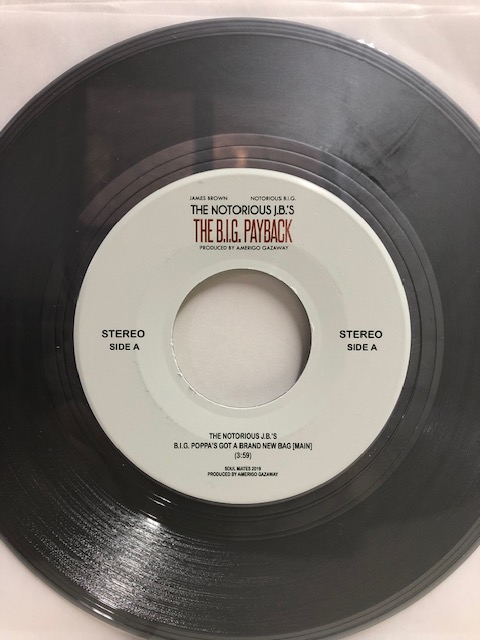 JAMES BROWN NOTORIOUS B.I.G.
THE NOTORIOUS J.B.'S
THE B.I.G. PAYBACK
PRODUCED BY AMERIGO GAZAWAY
STEREO
SIDE A
STEREO
SIDE A
THE NOTORIOUS J.B.'S
B.I.G. POPPA'S GOT A BRAND NEW BAG [MAIN]
(3:59)
SOUL MATES 2019
PRODUCED BY AMERIGO GAZAWAY